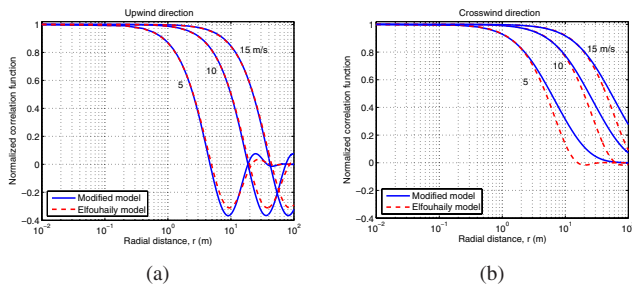 Upwind direction
Normalized correlation function
1
0.8
0.6
0.4
0.2
0
−0.2
−0.4
15 m/s
10
5
Modified model
Elfouhaily model
10^−2
10^−1
10^0
10^1
10^2
Radial distance, r (m)
(a)
Crosswind direction
Normalized correlation function
1
0.8
0.6
0.4
0.2
0
−0.2
−0.4
15 m/s
10
5
Modified model
Elfouhaily model
10^−2
10^−1
10^0
10^1
10^2
Radial distance, r (m)
(b)